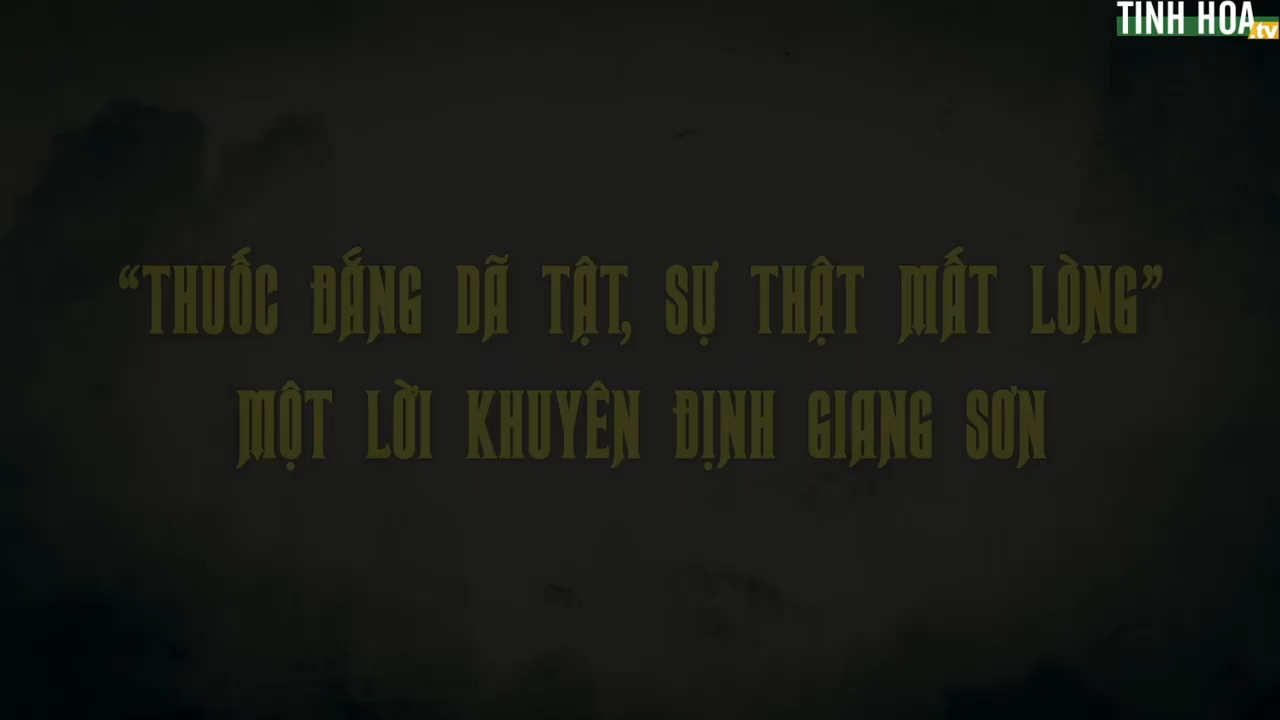 TINH HOA
.tv
“THUỐC ĐẮNG DÃ TẬT, SỰ THẬT MẤT LÒNG”
MỘT LỜI KHUYÊN ĐỊNH GIANG SƠN